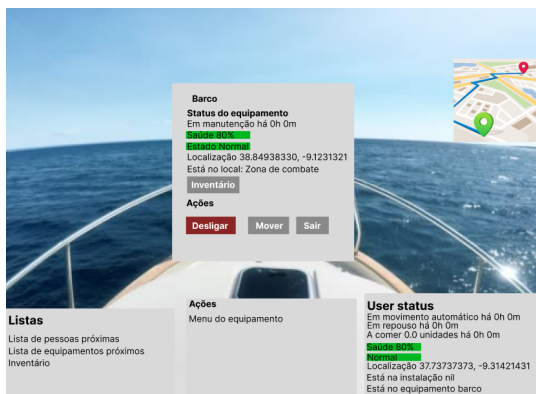 Barco
Status do equipamento
Em manutenção há 0h 0m
Saúde 80%
Estado Normal
Localização 38.84938330, -9.1231321
Está no local: Zona de combate
Inventário
Ações
Desligar
Mover
Sair
Listas
Lista de pessoas próximas
Lista de equipamentos próximos
Inventário
Ações
Menu do equipamento
User status
Em movimento automático há 0h 0m
Em repouso há 0h 0m
A comer 0.0 unidades há 0h 0m
Saúde 80%
Normal
Localização 37.73737373, -9.31421431
Está na instalação nil
Está no equipamento barco